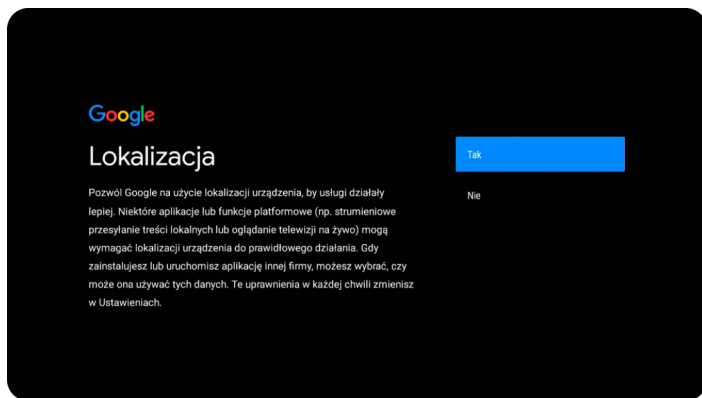 Google
Lokalizacja
Pozwól Google na użycie lokalizacji urządzenia, by usługi działały
lepiej. Niektóre aplikacje lub funkcje platformowe (np. strumieniowe
przesyłanie treści lokalnych lub oglądanie telewizji na żywo) mogą
wymagać lokalizacji urządzenia do prawidłowego działania. Gdy
zainstalujesz lub uruchomisz aplikację innej firmy, możesz wybrać, czy
może ona używać tych danych. Te uprawnienia w każdej chwili zmienisz
w Ustawieniach.
Tak
Nie